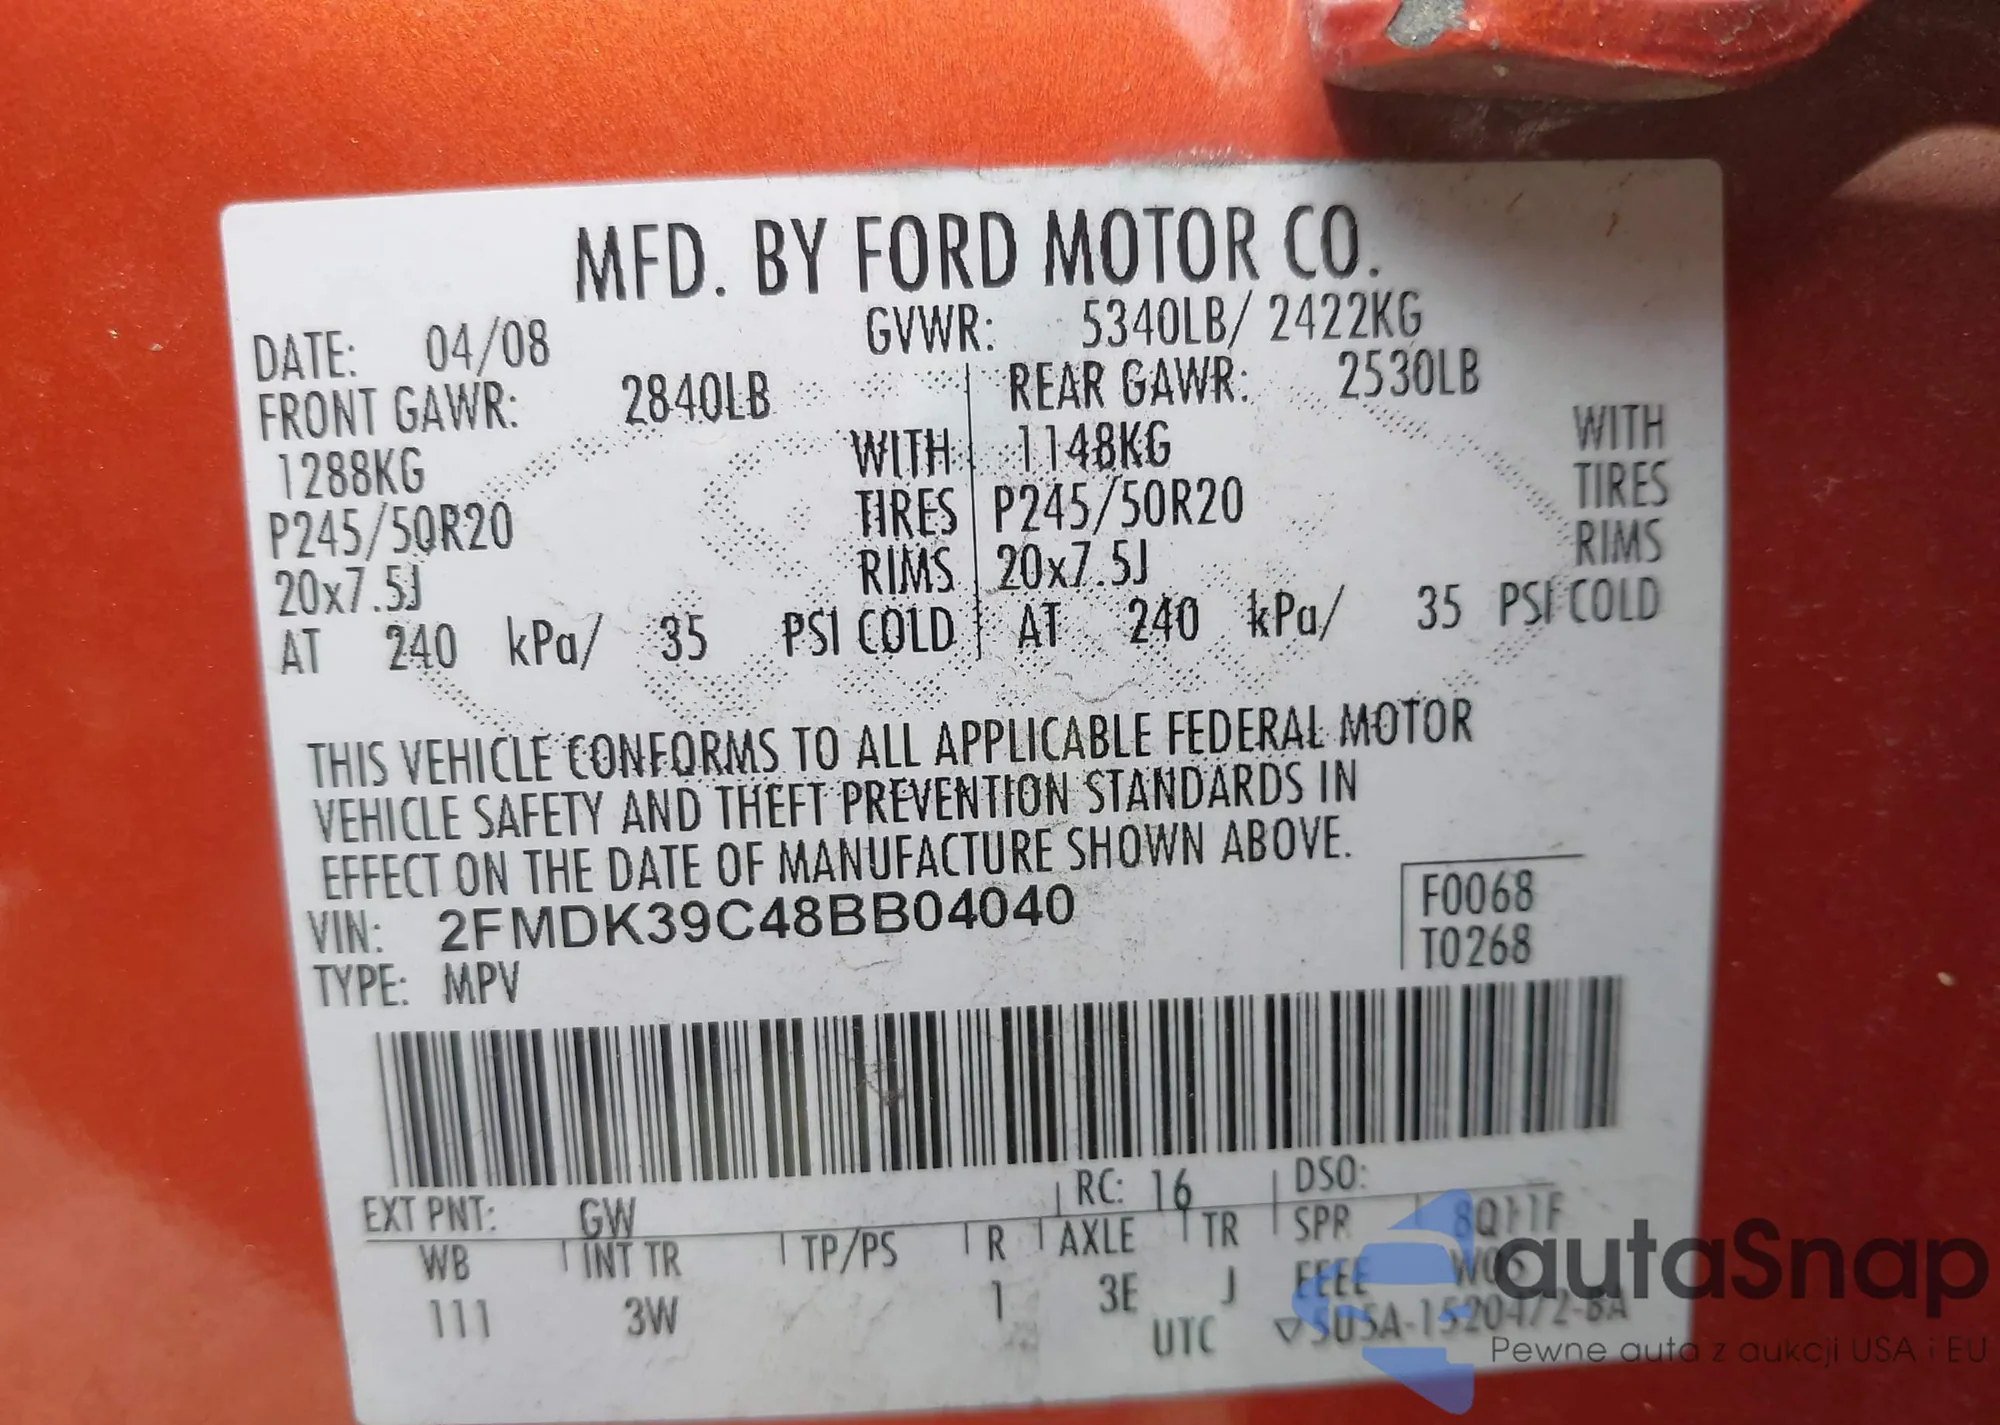 MFD. BY FORD MOTOR CO.
DATE: 04/08 GVWR: 5340LB/ 2422KG
FRONT GAWR: 2840LB REAR GAWR: 2530LB
1288KG WITH 1148KG WITH
P245/50R20 TIRES P245/50R20 TIRES
20x7.5J RIMS 20x7.5J RIMS
AT 240 kPa/ 35 PSI COLD AT 240 kPa/ 35 PSI COLD
THIS VEHICLE CONFORMS TO ALL APPLICABLE FEDERAL MOTOR
VEHICLE SAFETY AND THEFT PREVENTION STANDARDS IN
EFFECT ON THE DATE OF MANUFACTURE SHOWN ABOVE.
VIN: 2FMDK39C48BB04040 F0068
TYPE: MPV T0268
EXT PNT: GW RC: 16 DSO:
WB INT TR TP/PS R AXLE TR SPR 8Q11F
111 3W 1 3E J EEEE
UTC
autaSnap
Pewne auta z aukcji USA i EU